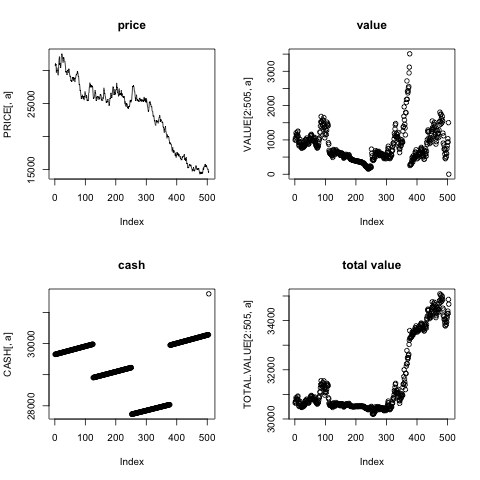 price
PRICE[, a]
15000
25000
0 100 200 300 400 500
Index
value
VALUE[2:505, a]
0 1000 2000 3000
0 100 200 300 400 500
Index
cash
CASH[, a]
28000 30000
0 100 200 300 400 500
Index
total value
TOTAL.VALUE[2:505, a]
30000 32000 34000
0 100 200 300 400 500
Index